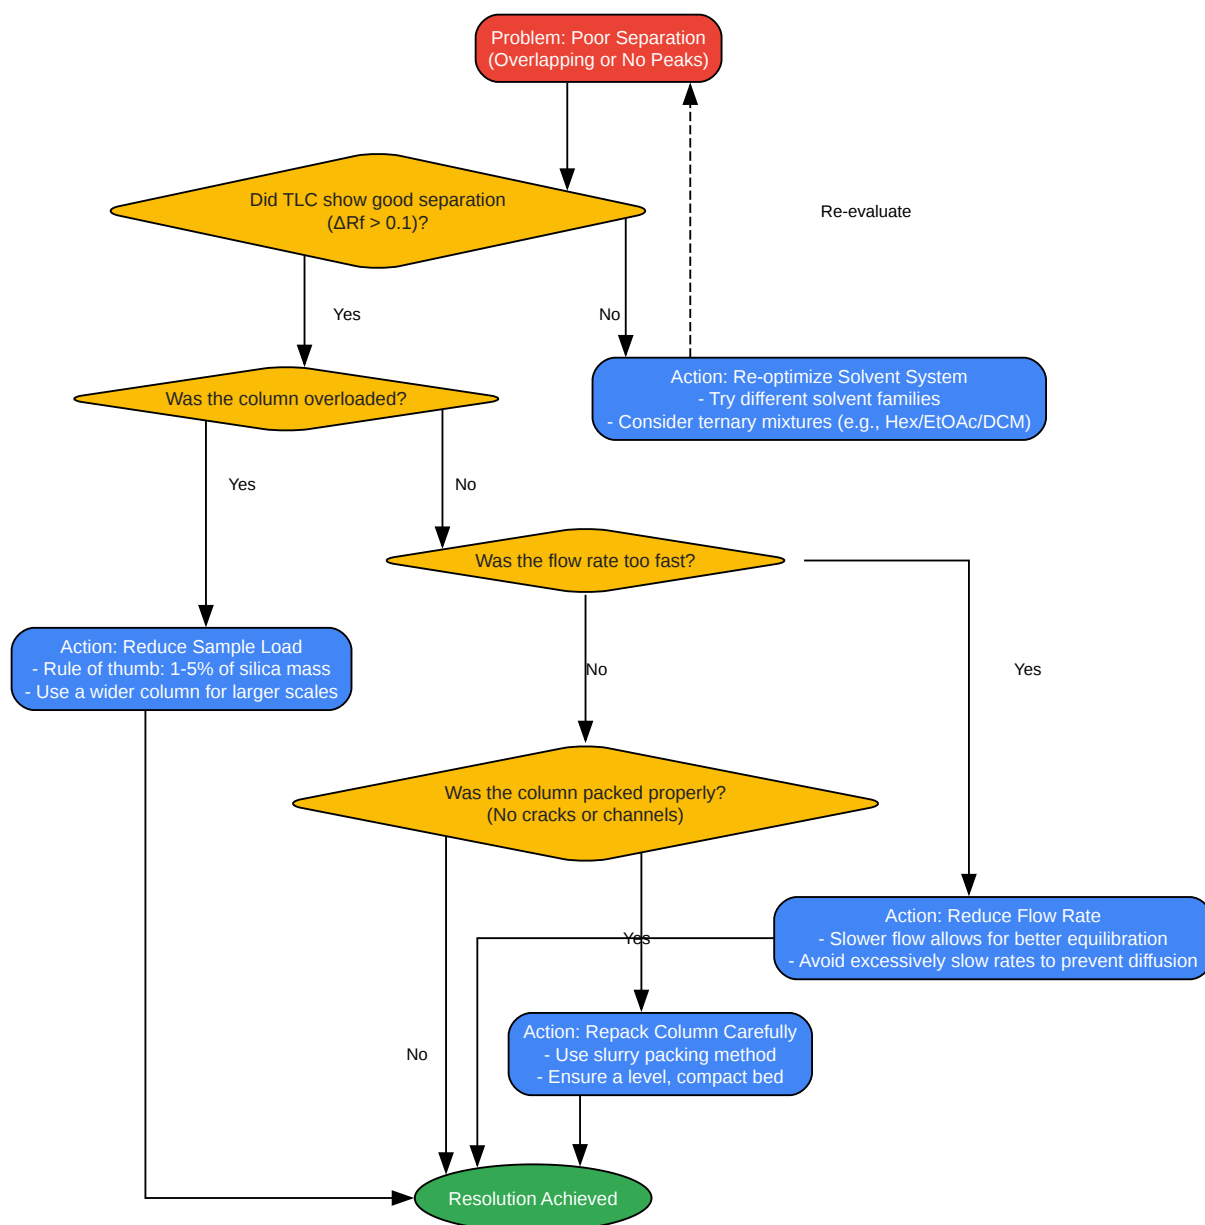 Problem: Poor Separation
(Overlapping or No Peaks)
Did TLC show good separation
(ΔRf > 0.1)?
Re-evaluate
Yes
No
Action: Re-optimize Solvent System
- Try different solvent families
- Consider ternary mixtures (e.g., Hex/EtOAc/DCM)
Was the column overloaded?
Yes
No
Was the flow rate too fast?
Action: Reduce Sample Load
- Rule of thumb: 1-5% of silica mass
- Use a wider column for larger scales
No
Yes
Was the column packed properly?
(No cracks or channels)
Action: Reduce Flow Rate
- Slower flow allows for better equilibration
- Avoid excessively slow rates to prevent diffusion
Yes
No
Action: Repack Column Carefully
- Use slurry packing method
- Ensure a level, compact bed
Resolution Achieved